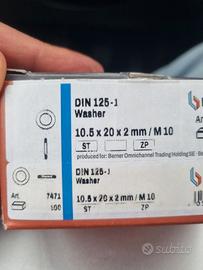 DIN 125-1
Washer
10.5 x 20 x 2 mm / M 10
ST ZP
produced for: Berner Omnichannel Trading Holding SE - Bern
DIN 125-1
Washer
Art. 7471
10.5 x 20 x 2 mm / M 10
100
ST ZP
subito